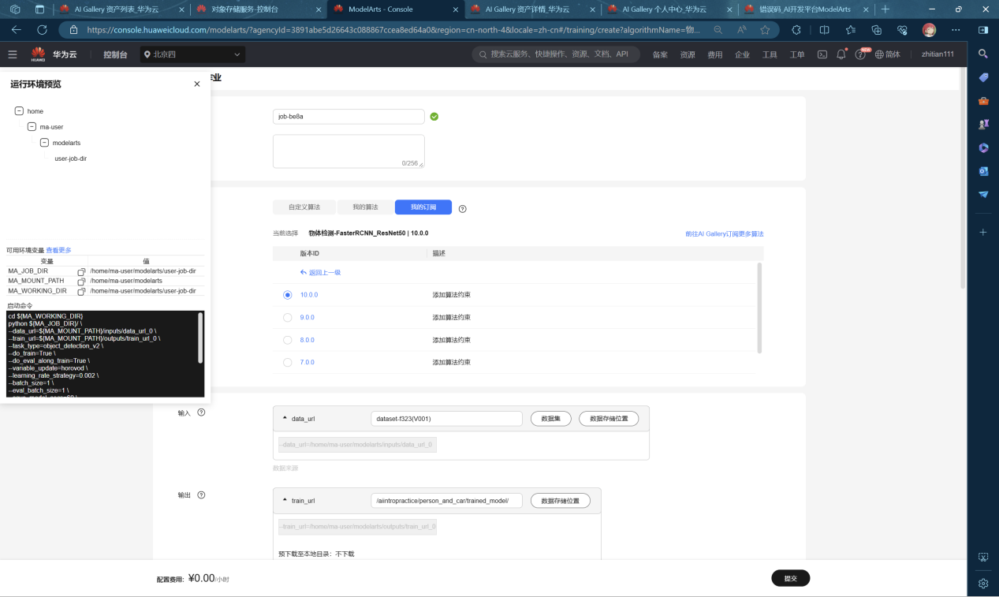 AI Gallery 资产列表_华为云
对象存储服务-控制台
ModelArts - Console
AI Gallery 资产详情_华为云
AI Gallery 个人中心_华为云
错误码_AI开发平台ModelArts
https://console.huaweicloud.com/modelarts/?agencyId=3891abe5d26643c088867ccea8ed64a0&region=cn-north-4&locale=zh-cn#/training/create?algorithmName=物...
HUAWEI
华为云
控制台
北京四
搜索云服务、快捷操作、资源、文档、API
备案
资源
费用
企业
工具
工单
NEW
简体
zhitian111
运行环境预览
业
home
ma-user
modelarts
user-job-dir
job-be8a
0/256
自定义算法
我的算法
我的订阅
当前选择
物体检测-FasterRCNN_ResNet50 | 10.0.0
前往AI Gallery订阅更多算法
版本ID
描述
返回上一级
10.0.0
添加算法约束
9.0.0
添加算法约束
8.0.0
添加算法约束
7.0.0
添加算法约束
可用环境变量 查看更多
变量
值
MA_JOB_DIR
/home/ma-user/modelarts/user-job-dir
MA_MOUNT_PATH
/home/ma-user/modelarts
MA_WORKING_DIR
/home/ma-user/modelarts/user-job-dir
启动命令
cd ${MA_WORKING_DIR}
python ${MA_JOB_DIR}/ \
--data_url=${MA_MOUNT_PATH}/inputs/data_url_0 \
--train_url=${MA_MOUNT_PATH}/outputs/train_url_0 \
--task_type=object_detection_v2 \
--do_train=True \
--do_eval_along_train=True \
--variable_update=horovod \
--learning_rate_strategy=0.002 \
--batch_size=1 \
--eval_batch_size=1 \
输入
data_url
dataset-f323(V001)
数据集
数据存储位置
--data_url=/home/ma-user/modelarts/inputs/data_url_0
数据来源
输出
train_url
/aiintropractice/person_and_car/trained_model/
数据存储位置
--train_url=/home/ma-user/modelarts/outputs/train_url_0
预下载至本地目录：不下载
配置费用: ¥0.00/小时
提交